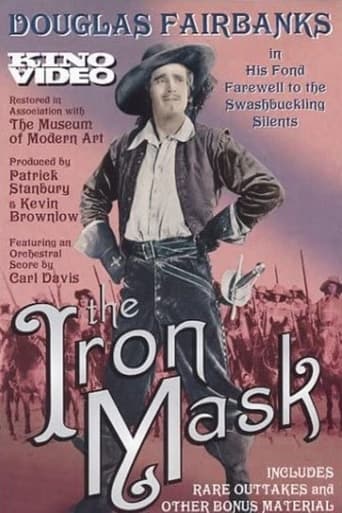 DOUGLAS FAIRBANKS
KINO
VIDEO
in
His Fond
Farewell to the
Swashbuckling
Silents
Restored in
Association with
The Museum
of Modern Art
Produced by
Patrick
Stanbury
& Kevin
Brownlow
Featuring an
Orchestral
Score by
Carl Davis
the
Iron
Mask
INCLUDES
RARE OUTTAKES and
OTHER BONUS MATERIAL